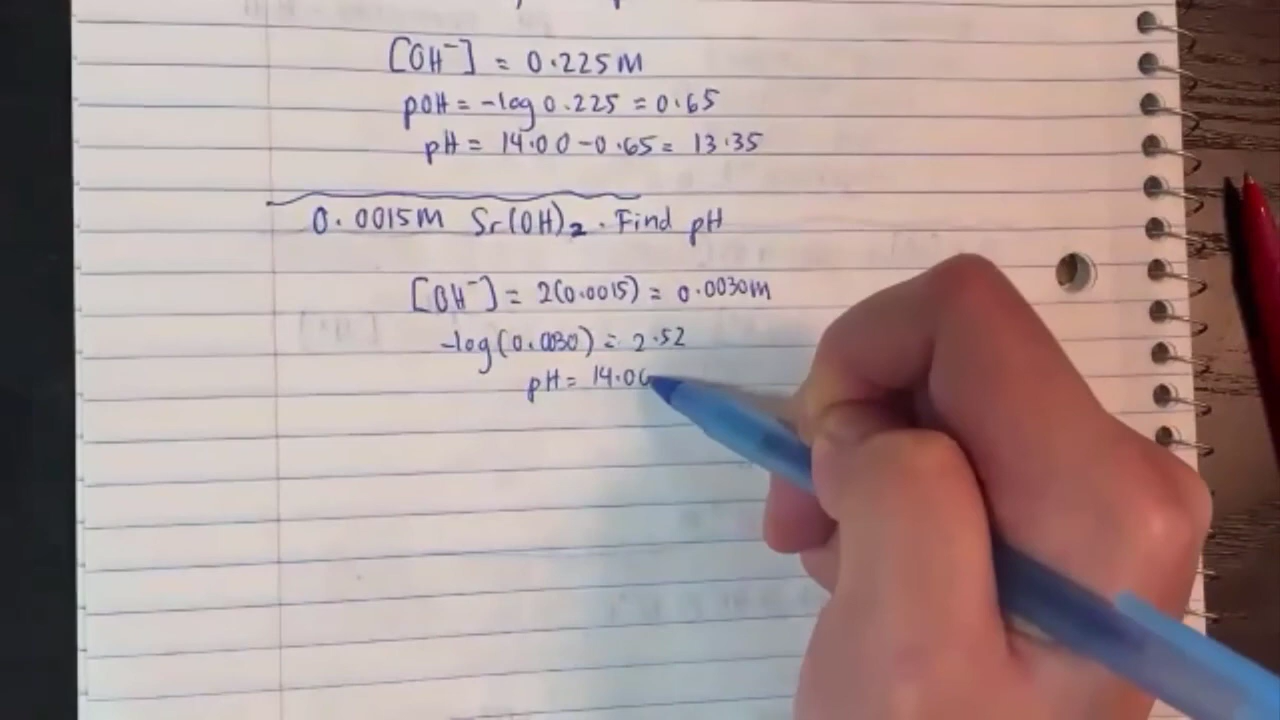 [OH⁻] = 0.225M
pOH = -log 0.225 = 0.65
pH = 14.00 - 0.65 = 13.35
0.0015M Sr(OH)₂. Find pH
[OH⁻] = 2(0.0015) = 0.0030M
-log(0.0030) = 2.52
pH = 14.00